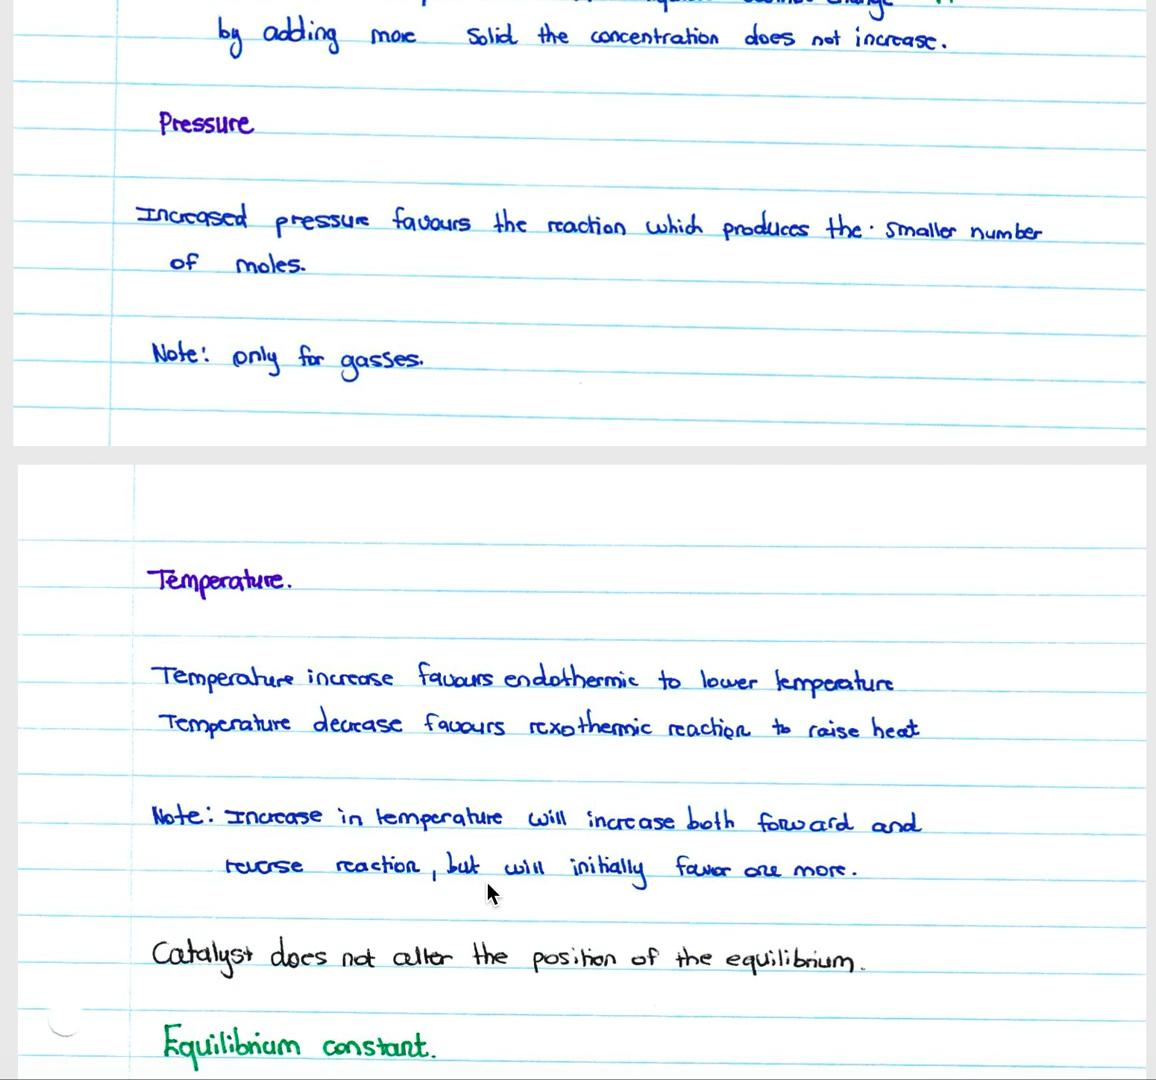 by adding more solid the concentration does not increase.
Pressure
Increased pressure favours the reaction which produces the smaller number
of moles.
Note: only for gasses.
Temperature.
Temperature increase favours endothermic to lower temperature
Temperature decrease favours rexothermic reaction to raise heat
Note: Increase in temperature will increase both forward and
reverse reaction, but will initially favor one more.
Catalyst does not alter the position of the equilibrium.
Equilibrium constant.